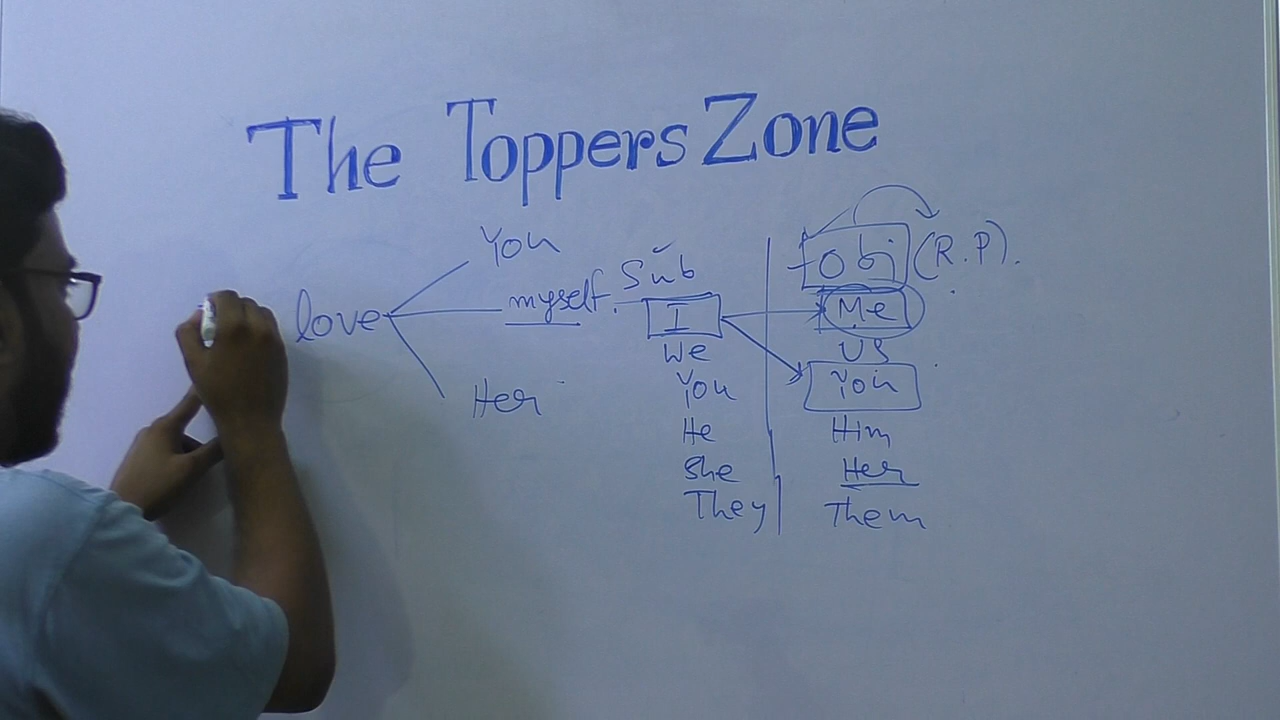 The Toppers Zone
You
love myself.
Her
Sub Obj (R.P).
I Me
We US
You You
He Him
She Her
They Them